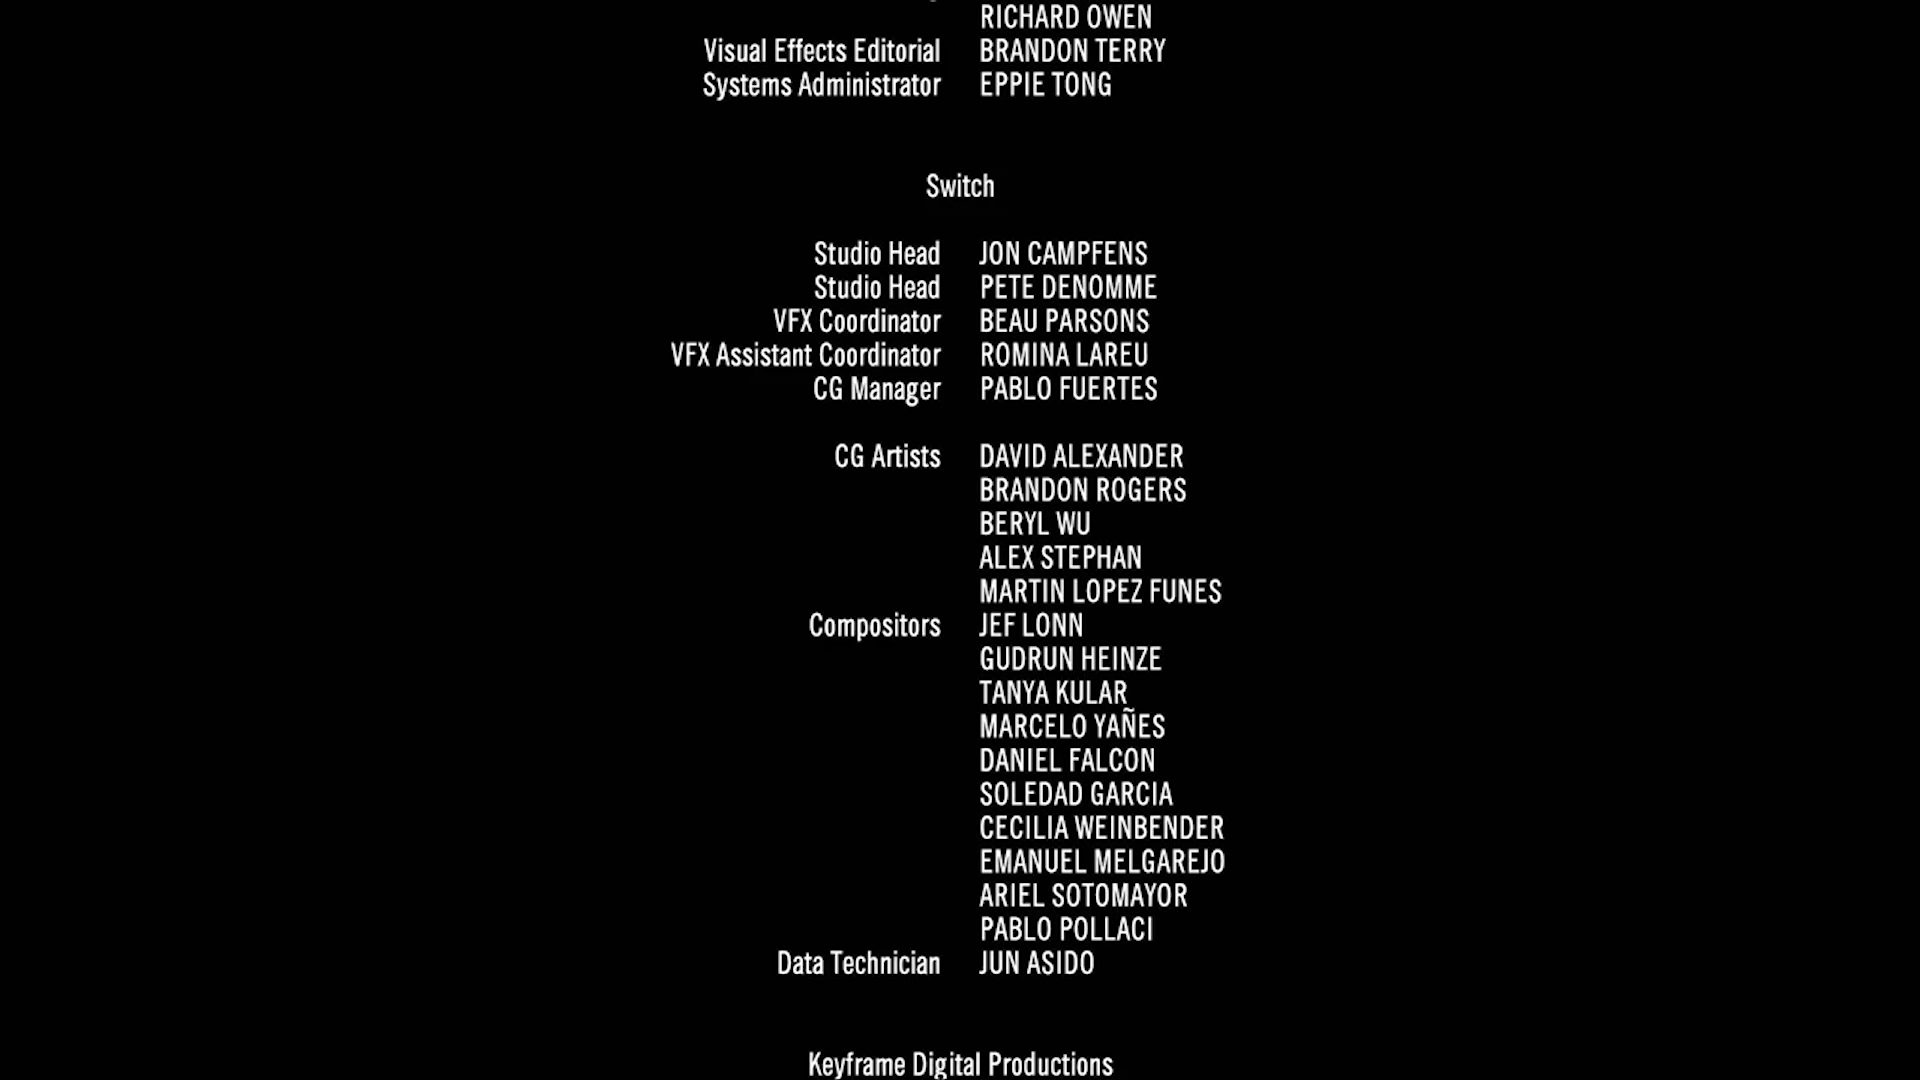 RICHARD OWEN
Visual Effects Editorial BRANDON TERRY
Systems Administrator EPPIE TONG
Switch
Studio Head JON CAMPFENS
Studio Head PETE DENOMME
VFX Coordinator BEAU PARSONS
VFX Assistant Coordinator ROMINA LAREU
CG Manager PABLO FUERTES
CG Artists DAVID ALEXANDER
BRANDON ROGERS
BERYL WU
ALEX STEPHAN
MARTIN LOPEZ FUNES
Compositors JEF LONN
GUDRUN HEINZE
TANYA KULAR
MARCELO YAÑES
DANIEL FALCON
SOLEDAD GARCIA
CECILIA WEINBENDER
EMANUEL MELGAREJO
ARIEL SOTOMAYOR
PABLO POLLACI
Data Technician JUN ASIDO
Keyframe Digital Productions